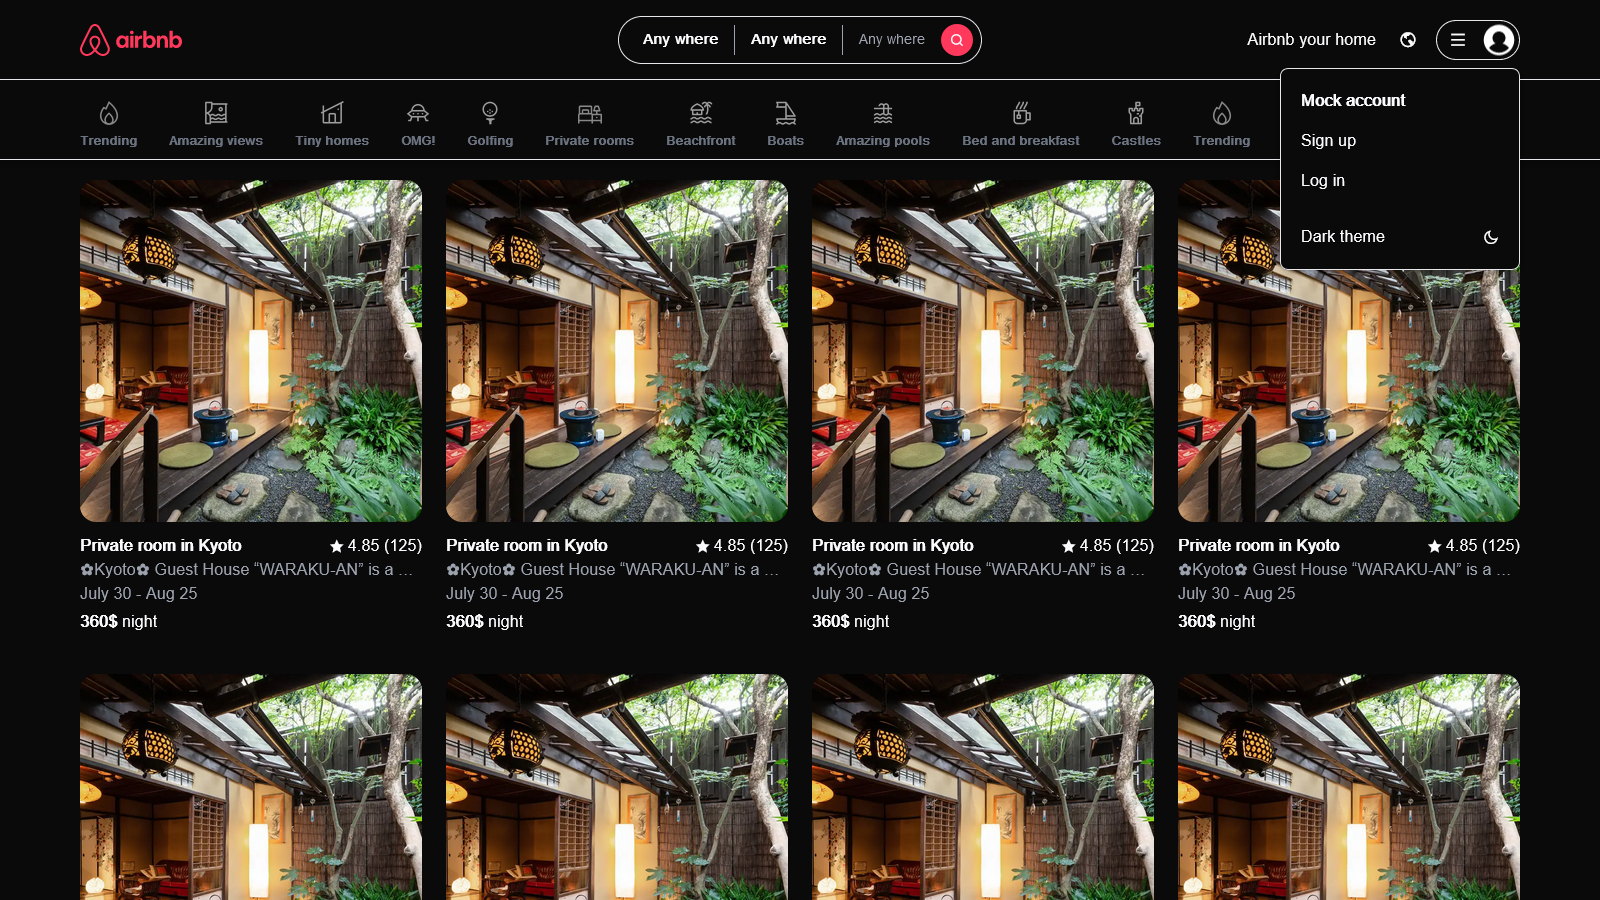 airbnb
Any where
Any where
Any where
Airbnb your home
Mock account
Sign up
Log in
Dark theme
Trending
Amazing views
Tiny homes
OMG!
Golfing
Private rooms
Beachfront
Boats
Amazing pools
Bed and breakfast
Castles
Trending
Private room in Kyoto
4.85 (125)
✿Kyoto✿ Guest House “WARAKU-AN” is a ...
July 30 - Aug 25
360$ night
Private room in Kyoto
4.85 (125)
✿Kyoto✿ Guest House “WARAKU-AN” is a ...
July 30 - Aug 25
360$ night
Private room in Kyoto
4.85 (125)
✿Kyoto✿ Guest House “WARAKU-AN” is a ...
July 30 - Aug 25
360$ night
Private room in Kyoto
4.85 (125)
✿Kyoto✿ Guest House “WARAKU-AN” is a ...
July 30 - Aug 25
360$ night